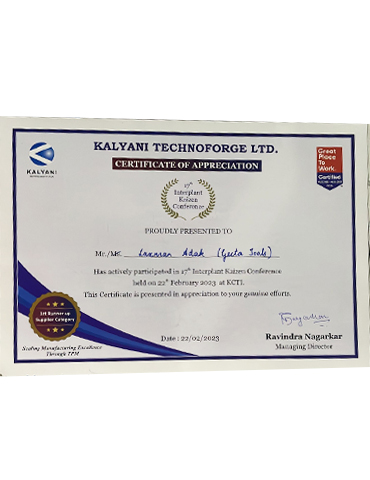 KALYANI TECHNOFORGE LTD.
CERTIFICATE OF APPRECIATION
KALYANI
Great
Place
To
Work.
Certified
17th
Interplant
Kaizen
Conference
PROUDLY PRESENTED TO
Mr./Ms. Laxman Adak (Geeta Tools)
Has actively participated in 17th Interplant Kaizen Conference
held on 22nd February 2023 at KCTI.
This Certificate is presented in appreciation to your genuine efforts.
1st Runner up
Supplier Category
Scaling Manufacturing Excellence
Through TPM
Date : 22/02/2023
Ravindra Nagarkar
Managing Director